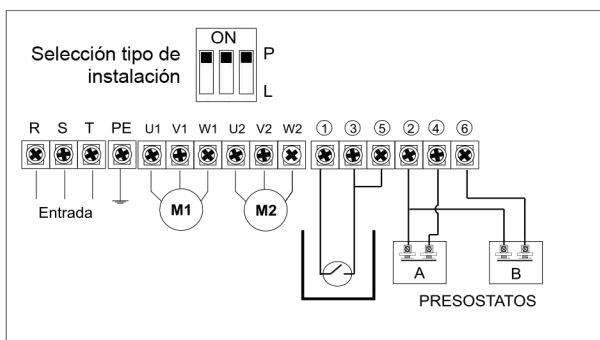 ON
Selección tipo de
instalación
P
L
R S T PE U1 V1 W1 U2 V2 W2 ① ③ ⑤ ② ④ ⑥
Entrada
M1 M2
A B
PRESOSTATOS